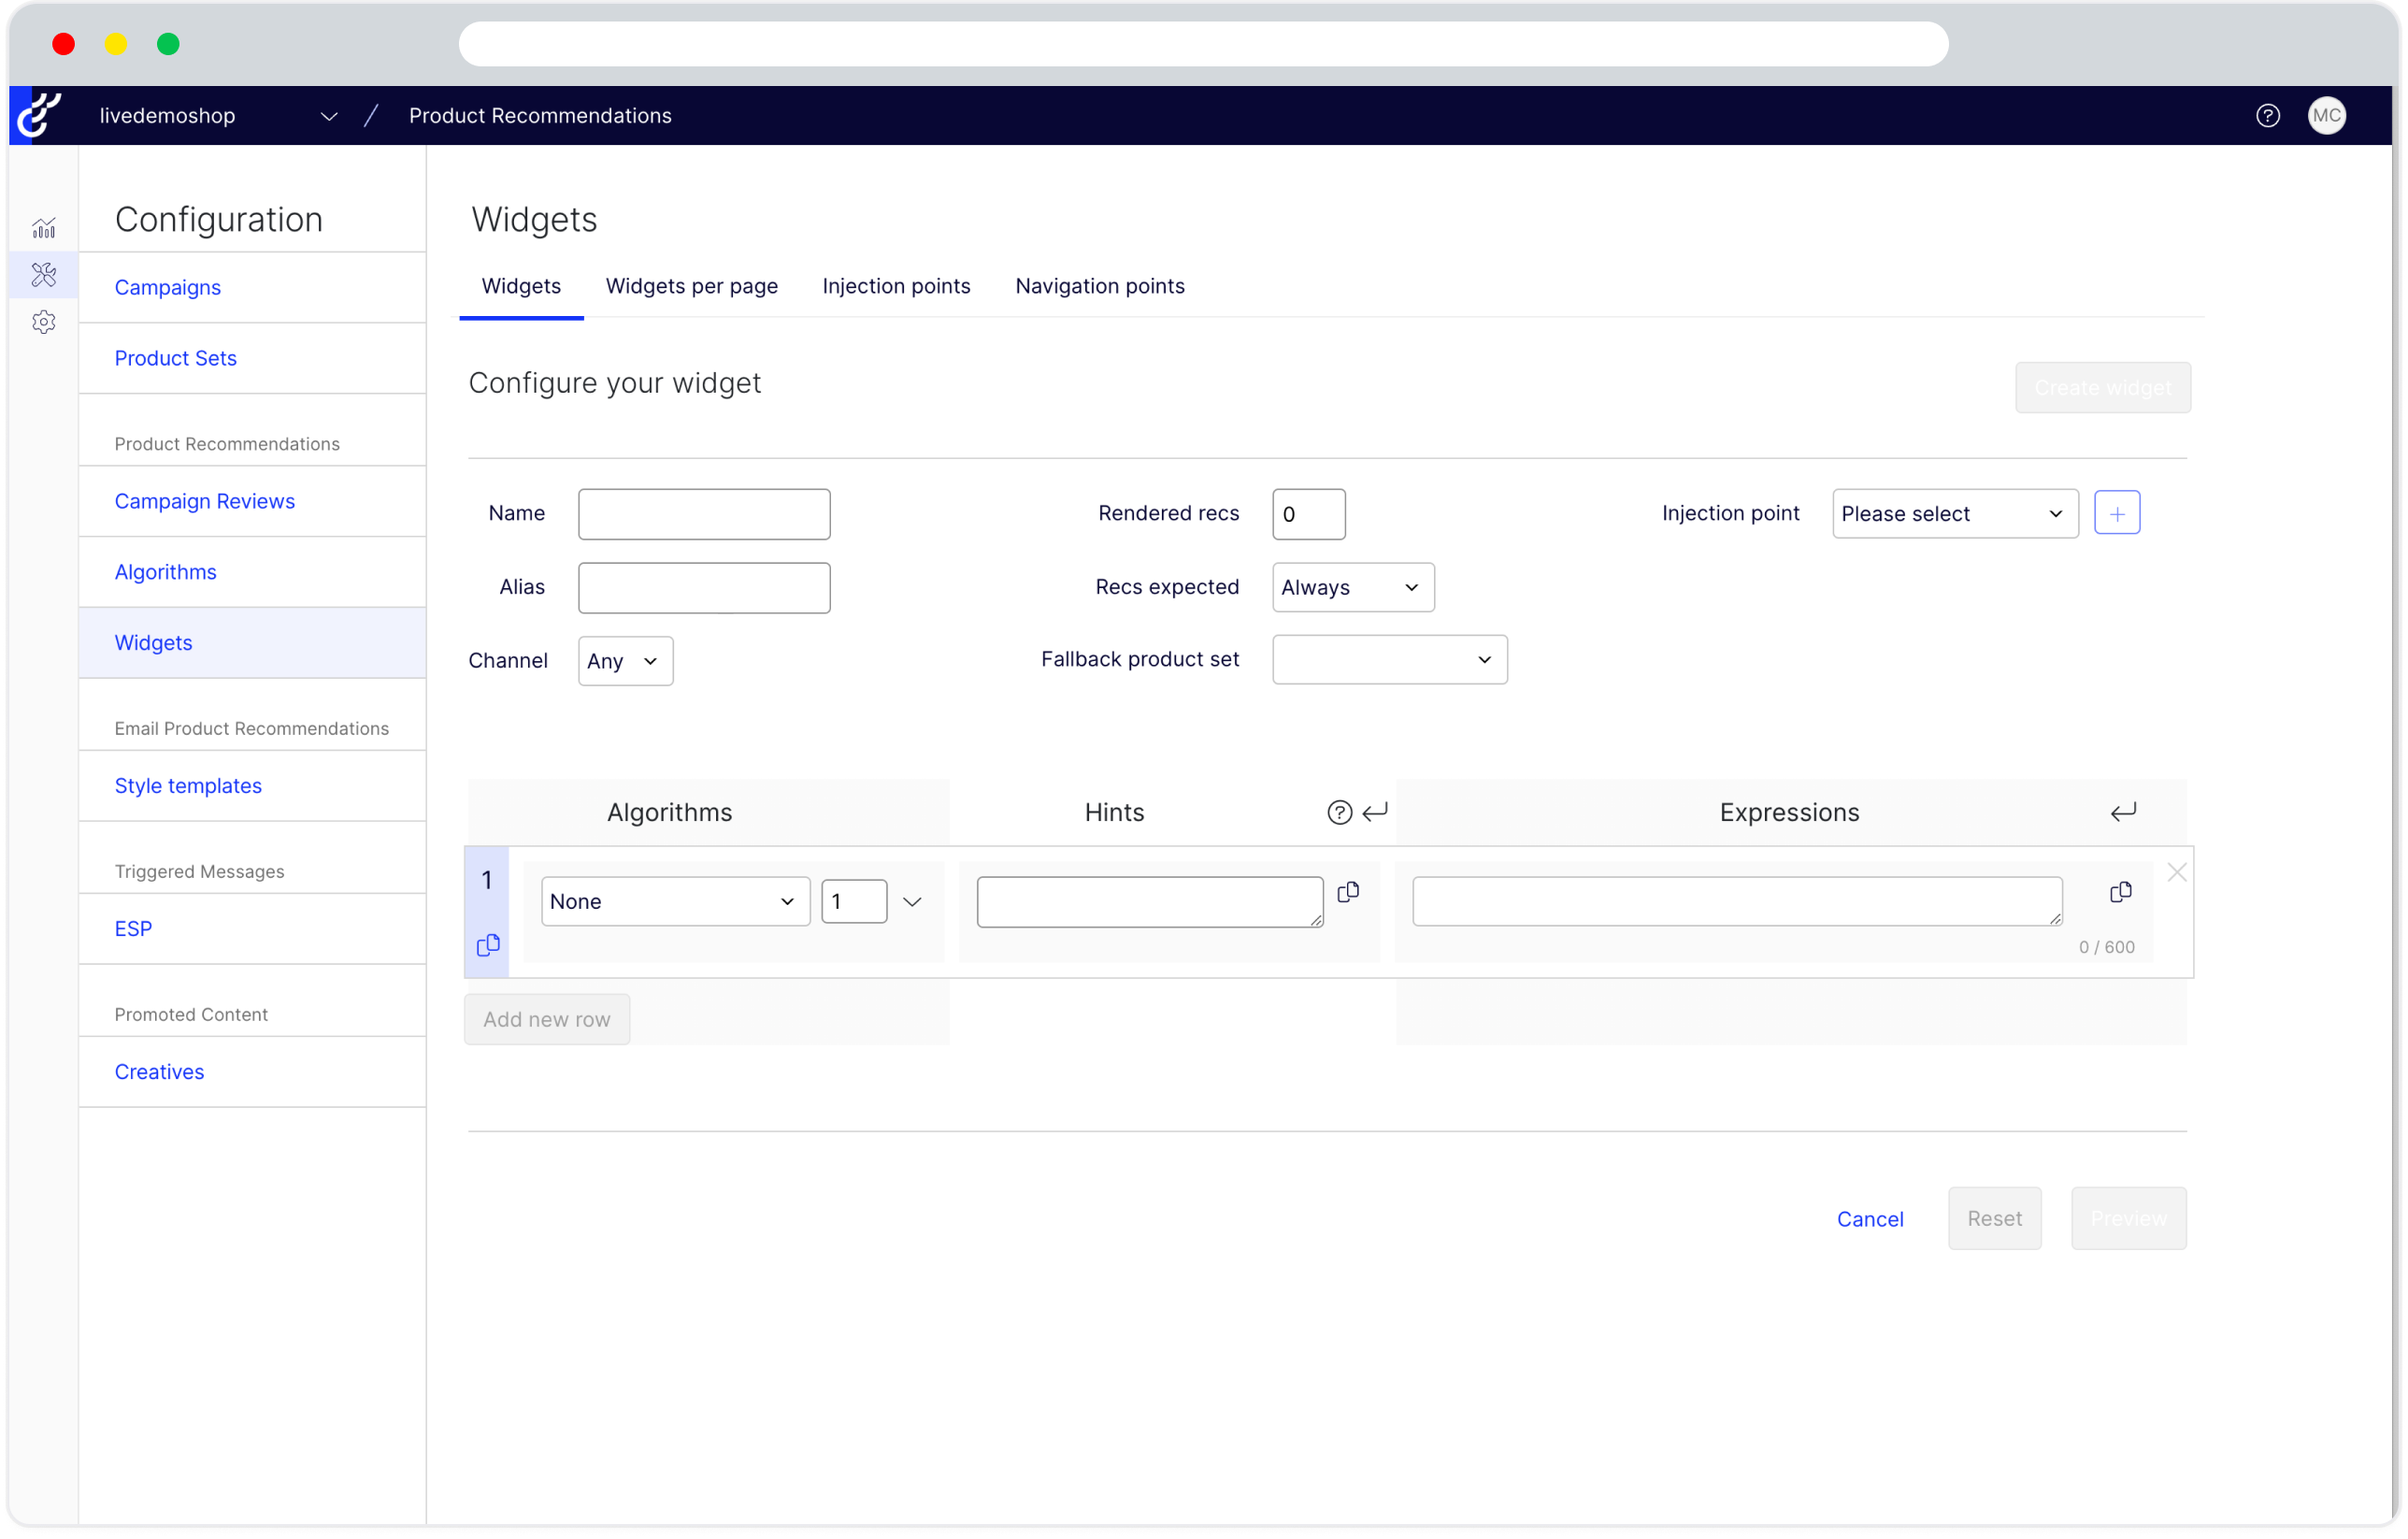 livedemoshop
Product Recommendations
?
MC
Configuration
Campaigns
Product Sets
Product Recommendations
Campaign Reviews
Algorithms
Widgets
Email Product Recommendations
Style templates
Triggered Messages
ESP
Promoted Content
Creatives
Widgets
Widgets Widgets per page Injection points Navigation points
Configure your widget
Create widget
Name
Rendered recs 0
Injection point Please select +
Alias
Recs expected Always
Channel Any
Fallback product set
Algorithms Hints ? Expressions
1
None 1
0 / 600
Add new row
Cancel Reset Preview